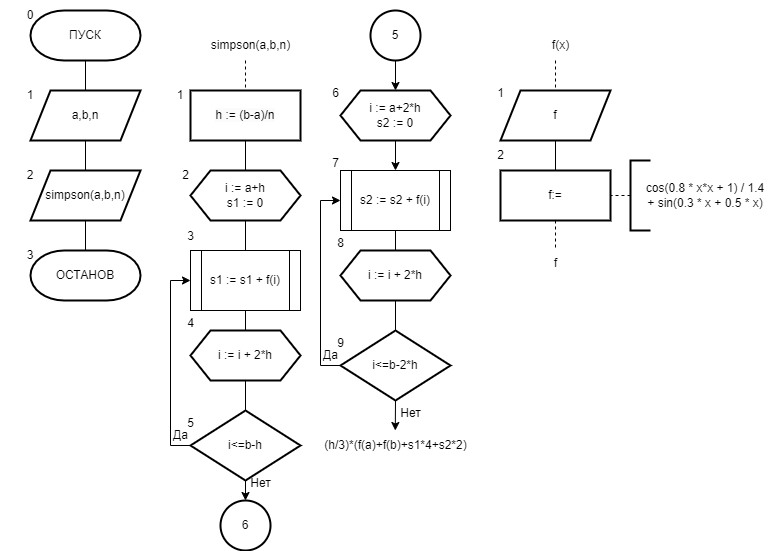 0
ПУСК
1
a,b,n
2
simpson(a,b,n)
3
ОСТАНОВ
simpson(a,b,n)
1
h := (b-a)/n
2
i := a+h
s1 := 0
3
s1 := s1 + f(i)
4
i := i + 2*h
5
Да
i<=b-h
Нет
6
5
6
i := a+2*h
s2 := 0
7
s2 := s2 + f(i)
8
i := i + 2*h
9
Да
i<=b-2*h
Нет
(h/3)*(f(a)+f(b)+s1*4+s2*2)
f(x)
1
f
2
f:=
cos(0.8 * x*x + 1) / 1.4
+ sin(0.3 * x + 0.5 * x)
f